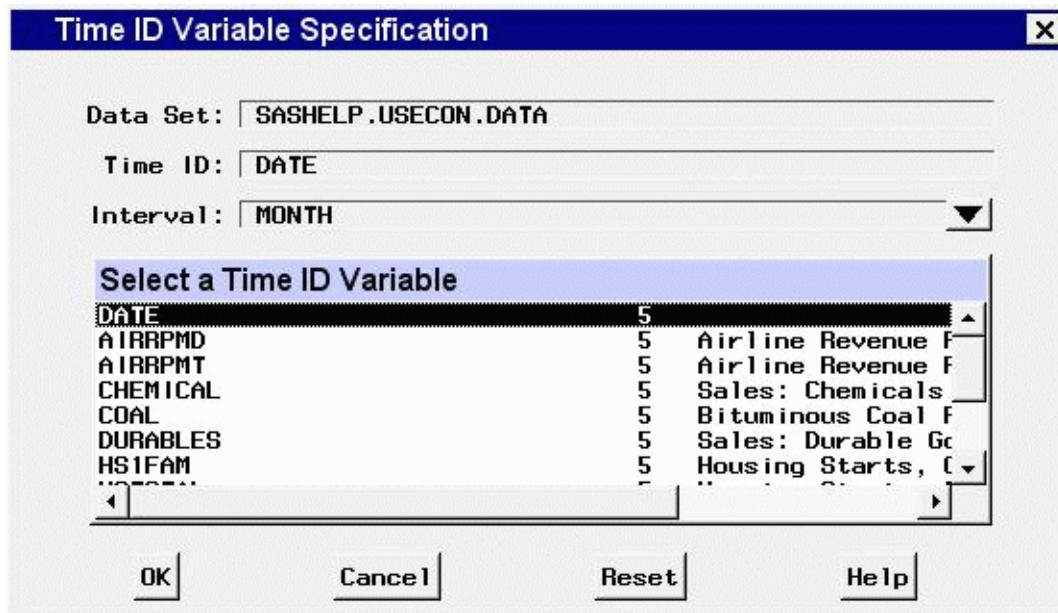 Time ID Variable Specification
Data Set: SASHELP.USECON.DATA
Time ID: DATE
Interval: MONTH
Select a Time ID Variable
DATE 5
AIRRPMD 5 Airline Revenue
AIRRPMT 5 Airline Revenue
CHEMICAL 5 Sales: Chemicals
COAL 5 Bituminous Coal
DURABLES 5 Sales: Durable
HS1FAM 5 Housing Starts,
OK Cancel Reset Help